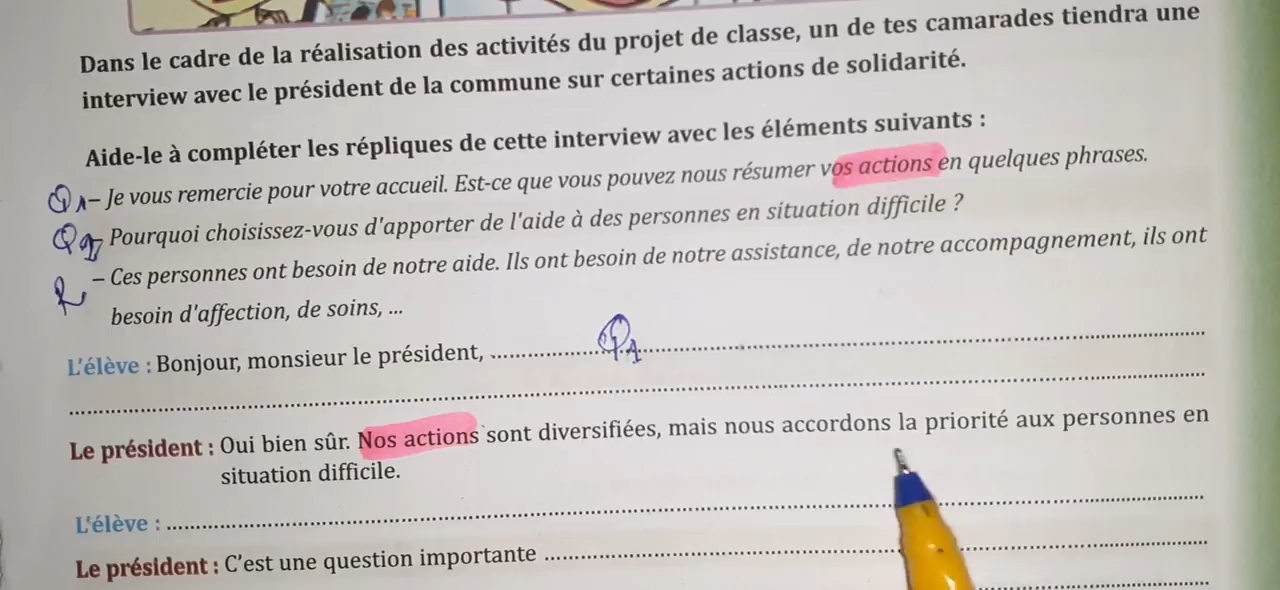 Dans le cadre de la réalisation des activités du projet de classe, un de tes camarades tiendra une
interview avec le président de la commune sur certaines actions de solidarité.
Aide-le à compléter les répliques de cette interview avec les éléments suivants :
Q1 – Je vous remercie pour votre accueil. Est-ce que vous pouvez nous résumer vos actions en quelques phrases.
Q2 – Pourquoi choisissez-vous d'apporter de l'aide à des personnes en situation difficile ?
R – Ces personnes ont besoin de notre aide. Ils ont besoin de notre assistance, de notre accompagnement, ils ont
besoin d'affection, de soins, ...
L'élève : Bonjour, monsieur le président, .......... Q1 ..........
Le président : Oui bien sûr. Nos actions sont diversifiées, mais nous accordons la priorité aux personnes en
situation difficile.
L'élève : ..........
Le président : C'est une question importante ..........